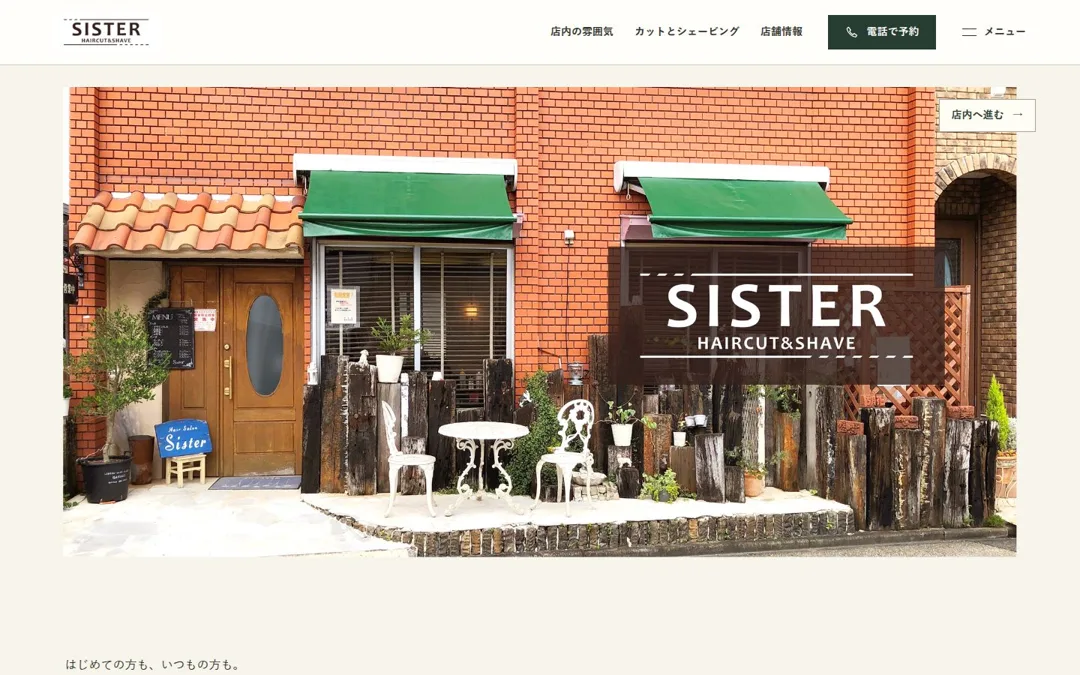 SISTER
HAIRCUT&SHAVE
店内の雰囲気
カットとシェービング
店舗情報
電話で予約
メニュー
店内へ進む →
SISTER
HAIRCUT&SHAVE
MENU
Hair Salon
Sister
はじめての方も、いつもの方も。